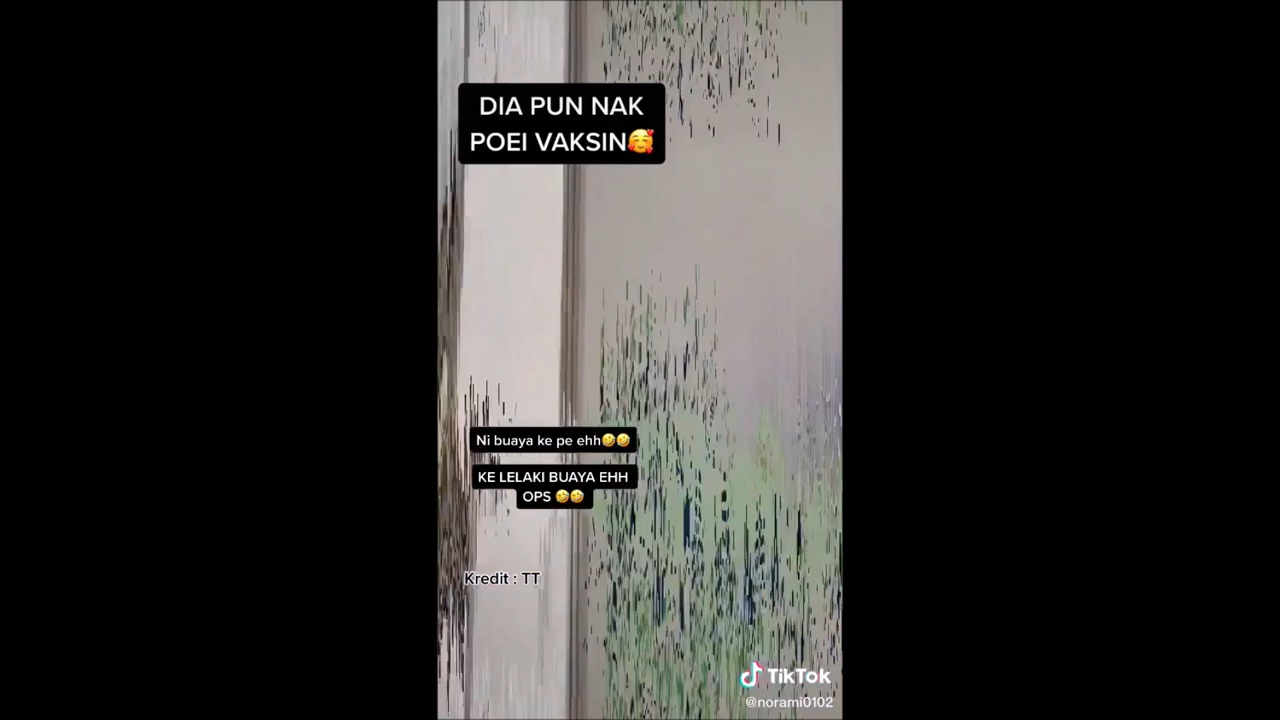 DIA PUN NAK
POEI VAKSIN🥰
Ni buaya ke pe ehh🤣🤣
KE LELAKI BUAYA EHH
OPS 🤣🤣
Kredit : TT
TikTok
@norami0102